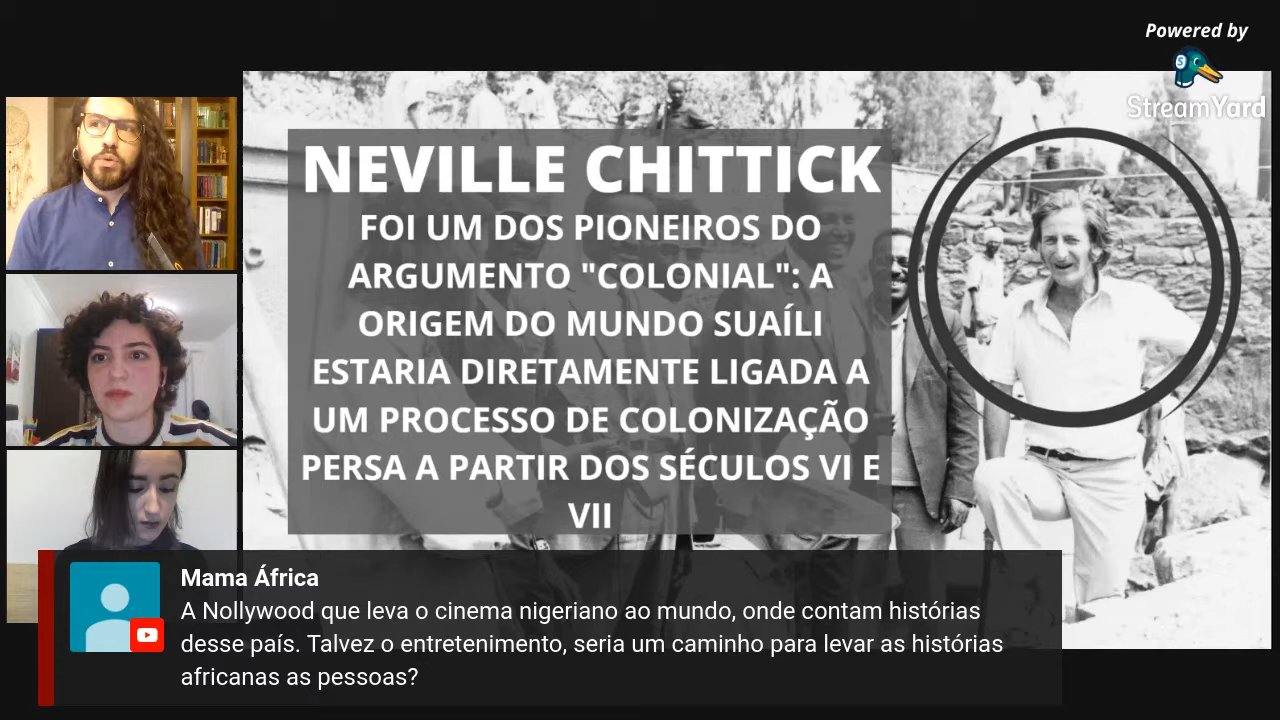 Powered by
StreamYard
NEVILLE CHITTICK
FOI UM DOS PIONEIROS DO
ARGUMENTO "COLONIAL": A
ORIGEM DO MUNDO SUAÍLI
ESTARIA DIRETAMENTE LIGADA A
UM PROCESSO DE COLONIZAÇÃO
PERSA A PARTIR DOS SÉCULOS VI E
VII
Mama África
A Nollywood que leva o cinema nigeriano ao mundo, onde contam histórias
desse país. Talvez o entretenimento, seria um caminho para levar as histórias
africanas as pessoas?